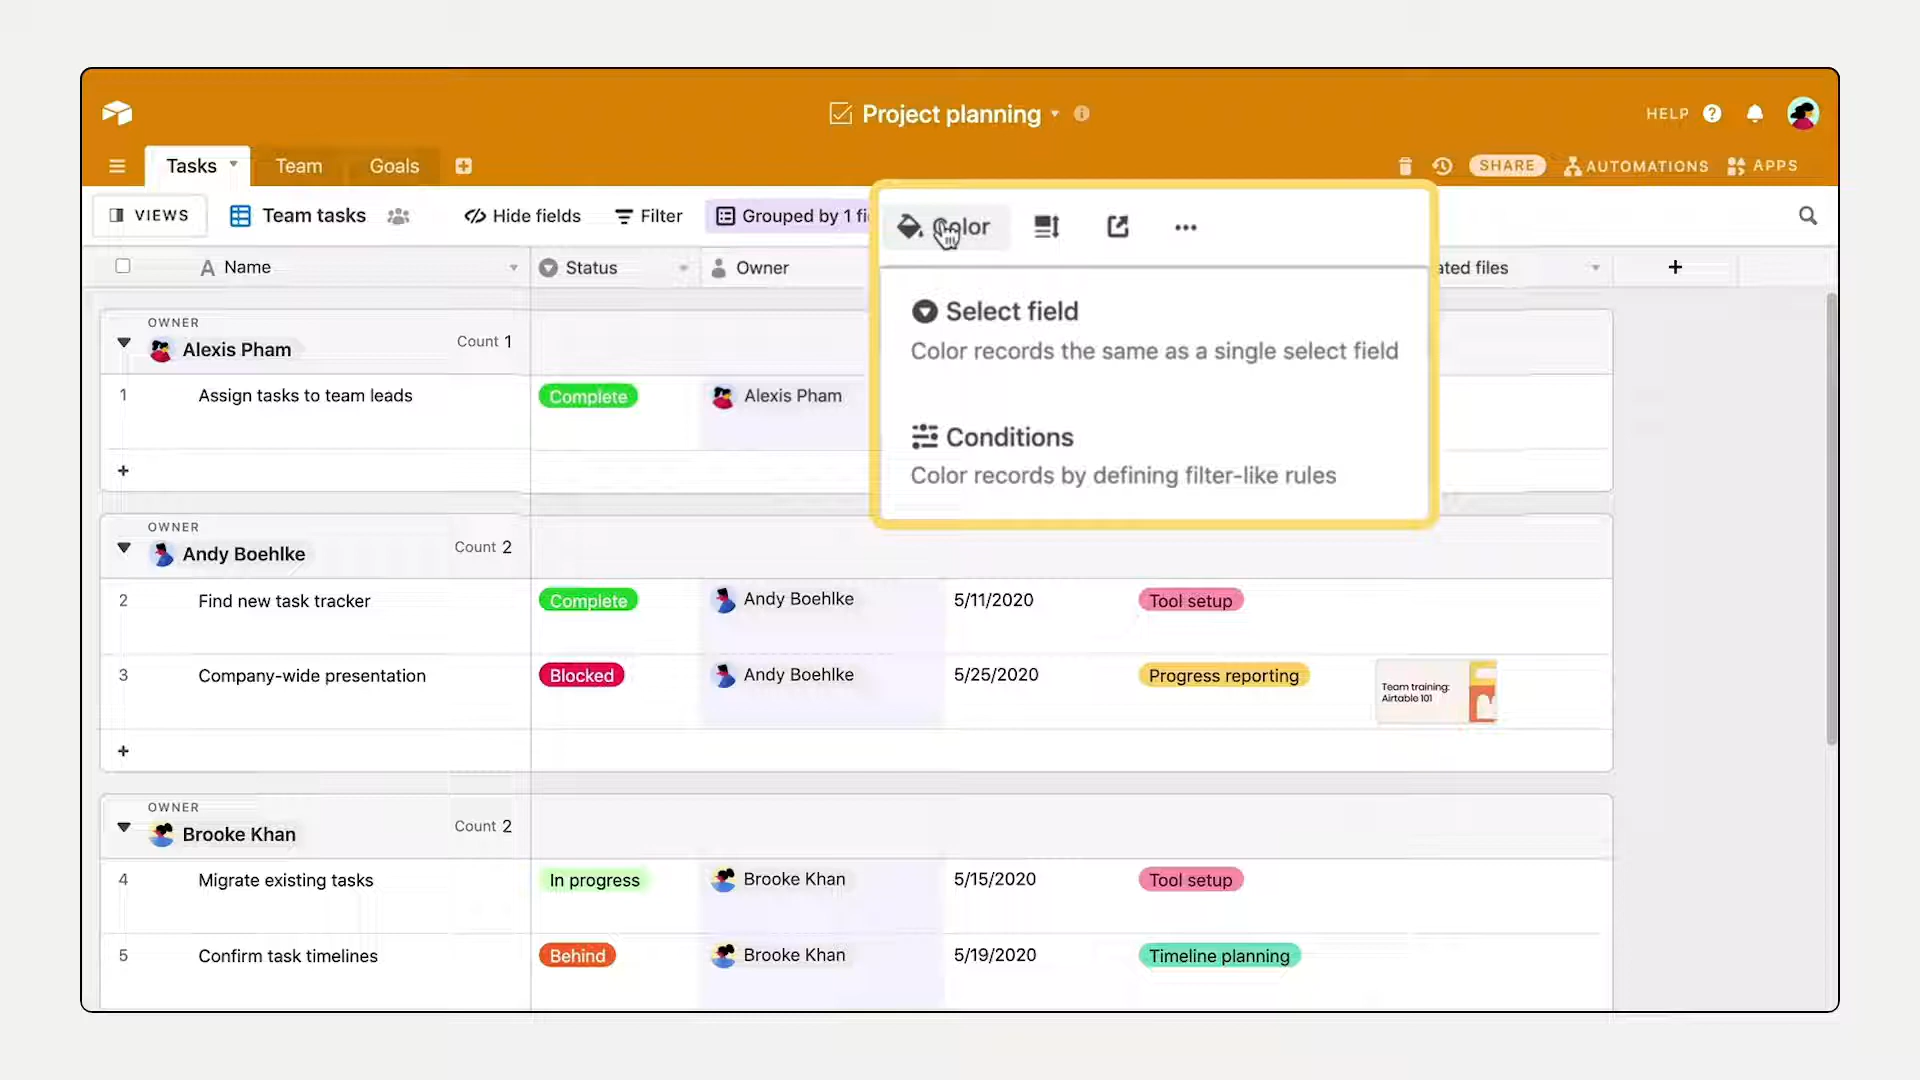 Project planning
HELP
Tasks Team Goals
SHARE AUTOMATIONS APPS
VIEWS Team tasks Hide fields Filter Grouped by 1 fi Color
Name Status Owner ated files
Select field
Color records the same as a single select field
Conditions
Color records by defining filter-like rules
OWNER
Alexis Pham Count 1
1 Assign tasks to team leads Complete Alexis Pham
OWNER
Andy Boehlke Count 2
2 Find new task tracker Complete Andy Boehlke 5/11/2020 Tool setup
3 Company-wide presentation Blocked Andy Boehlke 5/25/2020 Progress reporting
Team training:
Airtable 101
OWNER
Brooke Khan Count 2
4 Migrate existing tasks In progress Brooke Khan 5/15/2020 Tool setup
5 Confirm task timelines Behind Brooke Khan 5/19/2020 Timeline planning